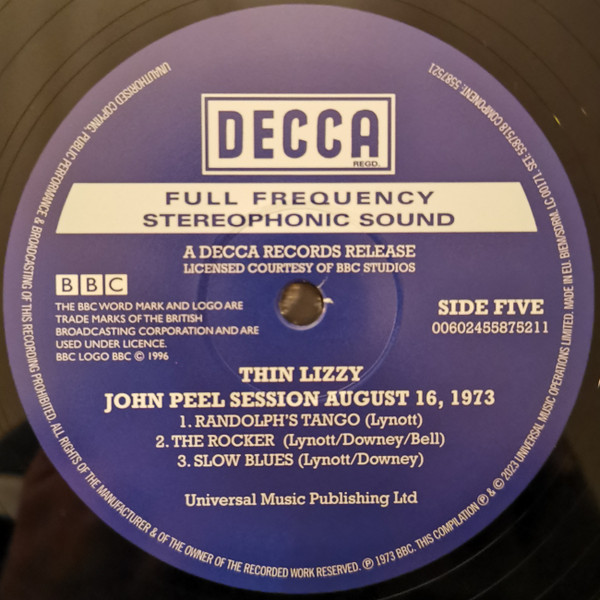 DECCA
REGD.
FULL FREQUENCY
STEREOPHONIC SOUND
A DECCA RECORDS RELEASE
LICENSED COURTESY OF BBC STUDIOS
BBC
THE BBC WORD MARK AND LOGO ARE
TRADE MARKS OF THE BRITISH
BROADCASTING CORPORATION AND ARE
USED UNDER LICENCE.
BBC LOGO BBC © 1996
SIDE FIVE
00602455875211
THIN LIZZY
JOHN PEEL SESSION AUGUST 16, 1973
1. RANDOLPH'S TANGO (Lynott)
2. THE ROCKER (Lynott/Downey/Bell)
3. SLOW BLUES (Lynott/Downey)
Universal Music Publishing Ltd
UNAUTHORISED COPYING, PUBLIC PERFORMANCE & BROADCASTING OF THIS RECORDING PROHIBITED. ALL RIGHTS OF THE MANUFACTURER & OF THE OWNER OF THE RECORDED WORK RESERVED. ℗ 1973 BBC. THIS COMPILATION ℗ & © 2023 UNIVERSAL MUSIC OPERATIONS LIMITED. MADE IN EU. BIEM/SDRM. LC 00171. SEE 5587518 COMPONENT: 5587521